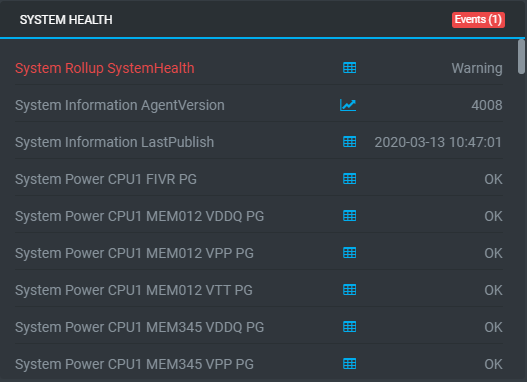 SYSTEM HEALTH Events (1)
System Rollup SystemHealth Warning
System Information AgentVersion 4008
System Information LastPublish 2020-03-13 10:47:01
System Power CPU1 FIVR PG OK
System Power CPU1 MEM012 VDDQ PG OK
System Power CPU1 MEM012 VPP PG OK
System Power CPU1 MEM012 VTT PG OK
System Power CPU1 MEM345 VDDQ PG OK
System Power CPU1 MEM345 VPP PG OK